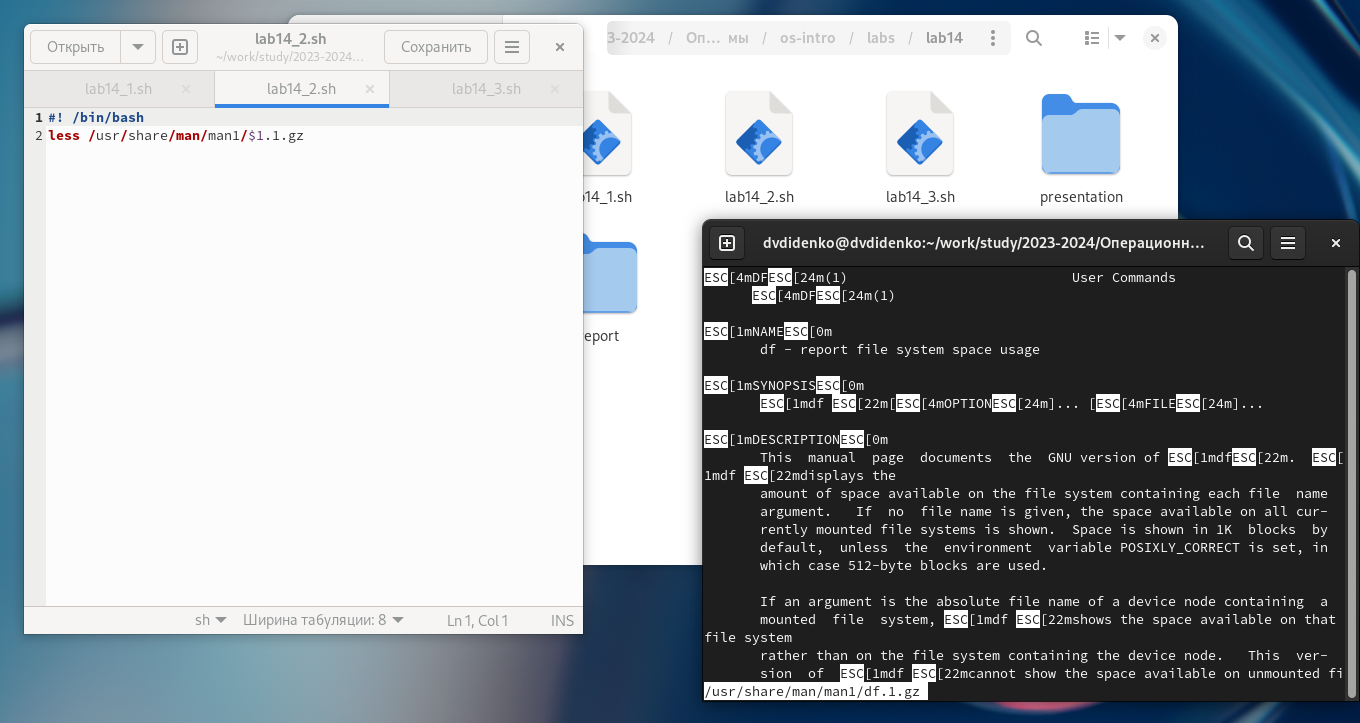 Открыть
lab14_2.sh
~/work/study/2023-2024...
Сохранить
lab14_1.sh
lab14_2.sh
lab14_3.sh
1 #! /bin/bash
2 less /usr/share/man/man1/$1.1.gz
sh
Ширина табуляции: 8
Ln 1, Col 1
INS
3-2024 / Оп… мы / os-intro / labs / lab14
b14_1.sh
lab14_2.sh
lab14_3.sh
presentation
eport
dvdidenko@dvdidenko:~/work/study/2023-2024/Операционн...
ESC[4mDFESC[24m(1) User Commands
ESC[4mDFESC[24m(1)
ESC[1mNAMEESC[0m
df - report file system space usage
ESC[1mSYNOPSISESC[0m
ESC[1mdf ESC[22m[ESC[4mOPTIONESC[24m]... [ESC[4mFILEESC[24m]...
ESC[1mDESCRIPTIONESC[0m
This manual page documents the GNU version of ESC[1mdfESC[22m. ESC[
1mdf ESC[22mdisplays the
amount of space available on the file system containing each file name
argument. If no file name is given, the space available on all cur-
rently mounted file systems is shown. Space is shown in 1K blocks by
default, unless the environment variable POSIXLY_CORRECT is set, in
which case 512-byte blocks are used.
If an argument is the absolute file name of a device node containing a
mounted file system, ESC[1mdf ESC[22mshows the space available on that
file system
rather than on the file system containing the device node. This ver-
sion of ESC[1mdf ESC[22mcannot show the space available on unmounted fi
/usr/share/man/man1/df.1.gz